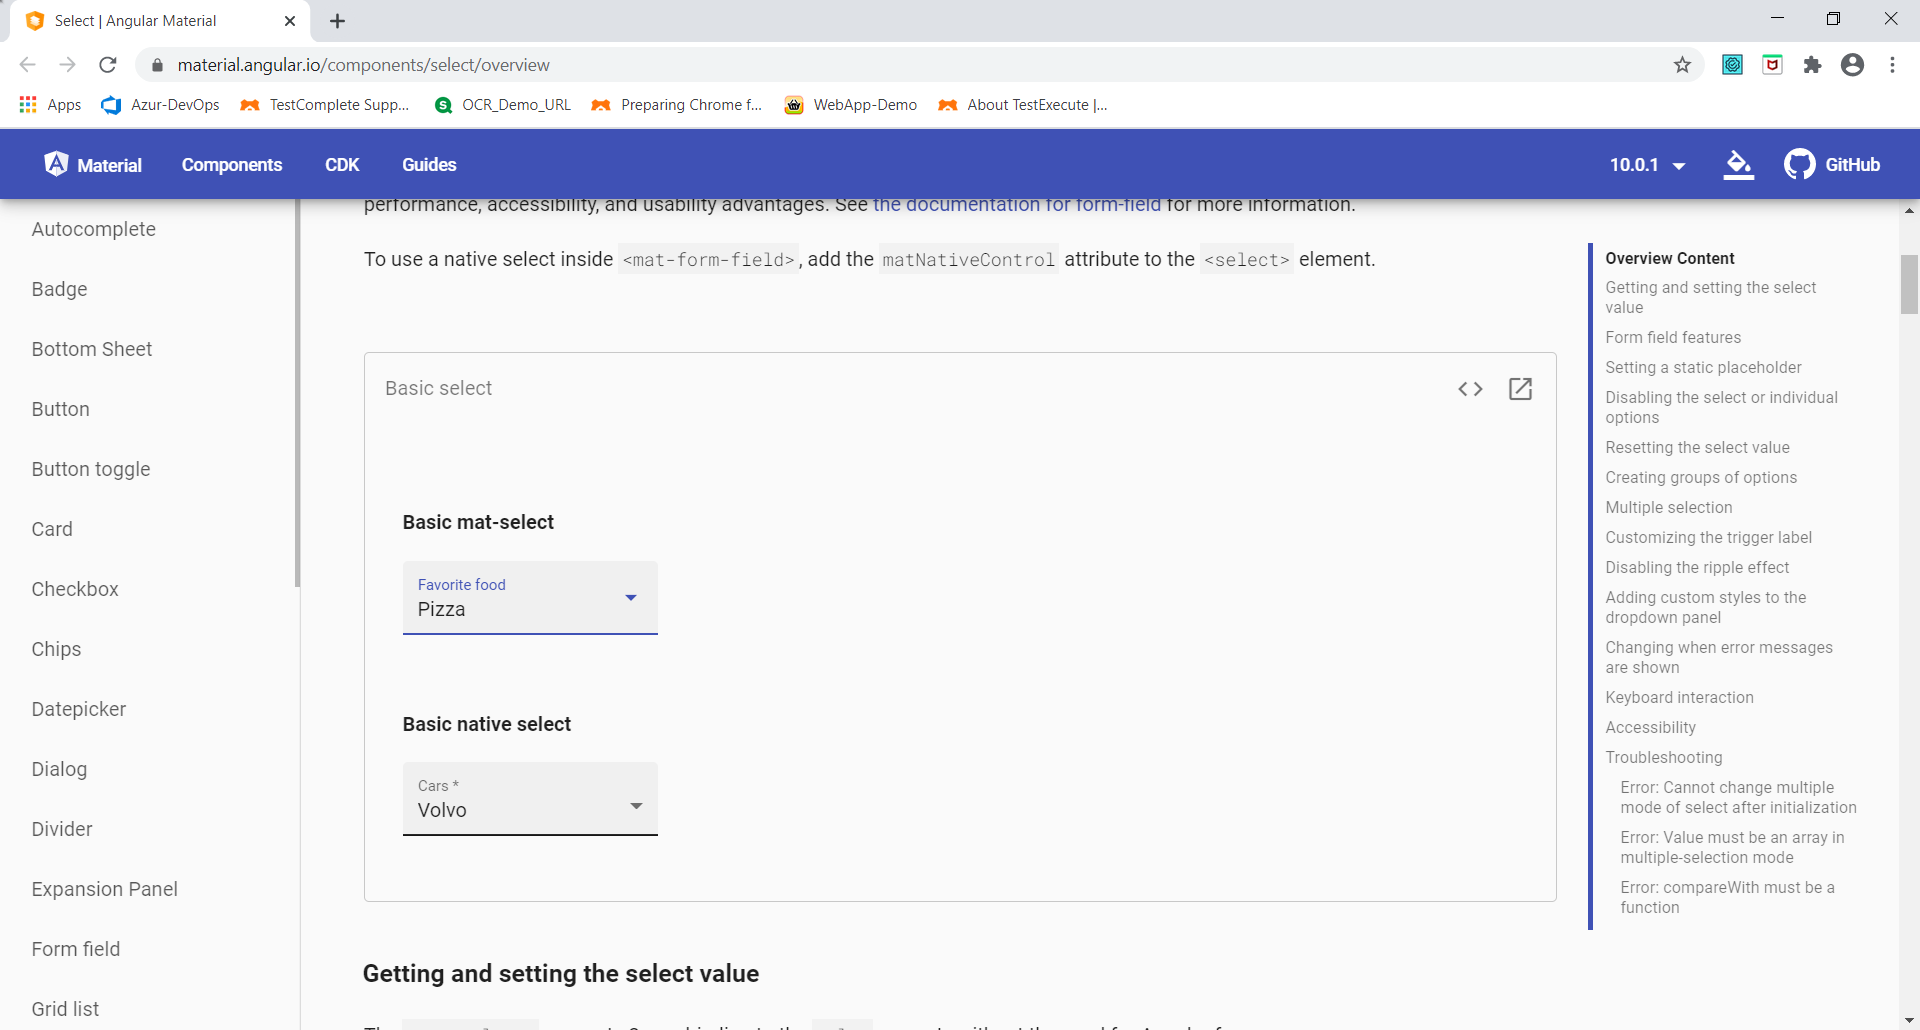 Select | Angular Material
material.angular.io/components/select/overview
Apps
Azur-DevOps
TestComplete Supp...
OCR_Demo_URL
Preparing Chrome f...
WebApp-Demo
About TestExecute |...
Material
Components
CDK
Guides
10.0.1
GitHub
Autocomplete
Badge
Bottom Sheet
Button
Button toggle
Card
Checkbox
Chips
Datepicker
Dialog
Divider
Expansion Panel
Form field
Grid list
performance, accessibility, and usability advantages. See the documentation for form-field for more information.
To use a native select inside <mat-form-field>, add the matNativeControl attribute to the <select> element.
Basic select
<>
Basic mat-select
Favorite food
Pizza
Basic native select
Cars *
Volvo
Getting and setting the select value
Overview Content
Getting and setting the select
value
Form field features
Setting a static placeholder
Disabling the select or individual
options
Resetting the select value
Creating groups of options
Multiple selection
Customizing the trigger label
Disabling the ripple effect
Adding custom styles to the
dropdown panel
Changing when error messages
are shown
Keyboard interaction
Accessibility
Troubleshooting
Error: Cannot change multiple
mode of select after initialization
Error: Value must be an array in
multiple-selection mode
Error: compareWith must be a
function